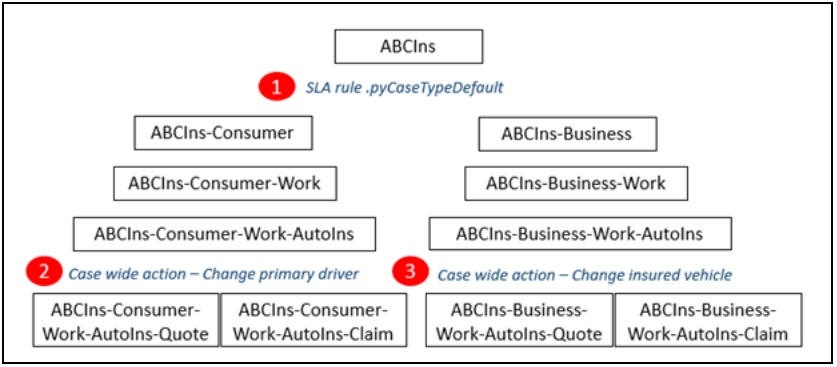 ABCIns
1 SLA rule .pyCaseTypeDefault
ABCIns-Consumer
ABCIns-Business
ABCIns-Consumer-Work
ABCIns-Business-Work
ABCIns-Consumer-Work-AutoIns
ABCIns-Business-Work-AutoIns
2 Case wide action – Change primary driver
3 Case wide action – Change insured vehicle
ABCIns-Consumer-
Work-AutoIns-Quote
ABCIns-Consumer-
Work-AutoIns-Claim
ABCIns-Business-
Work-AutoIns-Quote
ABCIns-Business-
Work-AutoIns-Claim